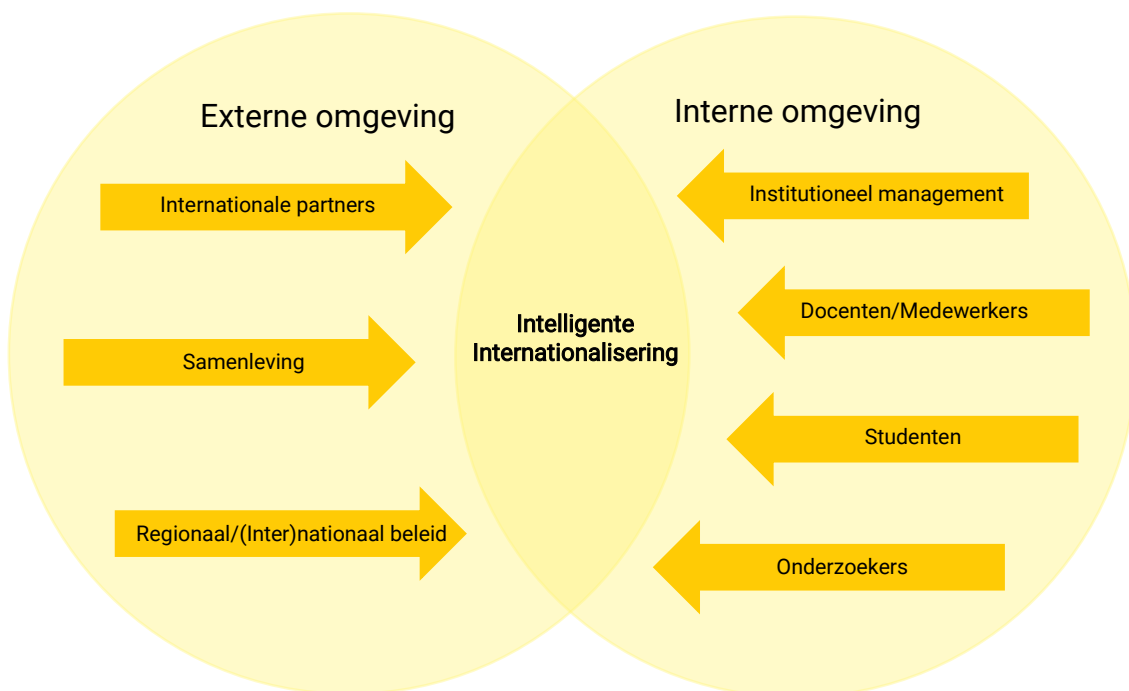 Externe omgeving
Internationale partners
Samenleving
Regionaal/(Inter)nationaal beleid
Intelligente
Internationalisering
Interne omgeving
Institutioneel management
Docenten/Medewerkers
Studenten
Onderzoekers